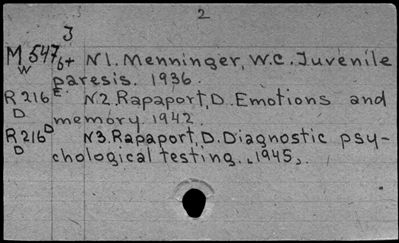 2
J
M 547 6+ N1. Menninger, W.C. Juvenile
W paresis. 1936.
R 216 E. N2. Rapaport, D. Emotions and
D memory. 1942.
R 216 D N3. Rapaport, D. Diagnostic psy-
D chological testing. 1945.